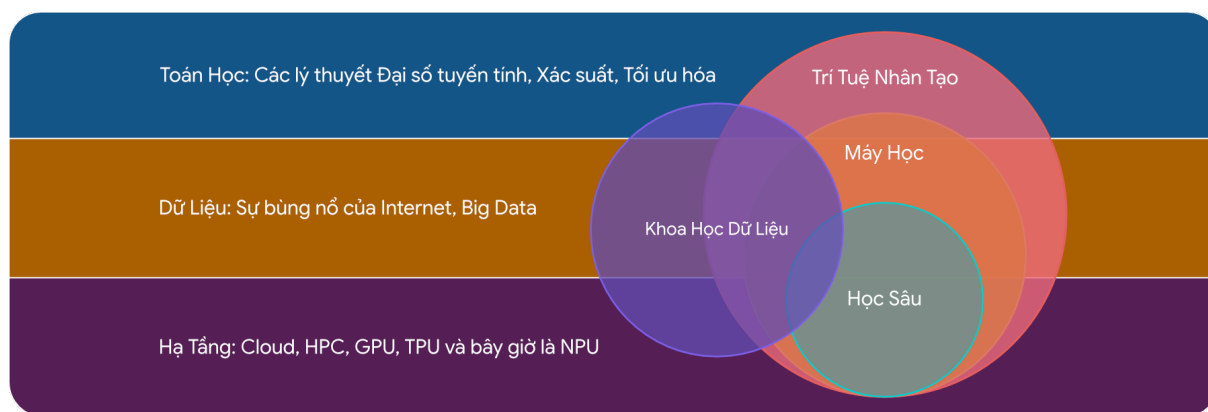 Toán Học: Các lý thuyết Đại số tuyến tính, Xác suất, Tối ưu hóa
Trí Tuệ Nhân Tạo
Máy Học
Dữ Liệu: Sự bùng nổ của Internet, Big Data
Khoa Học Dữ Liệu
Học Sâu
Hạ Tầng: Cloud, HPC, GPU, TPU và bây giờ là NPU